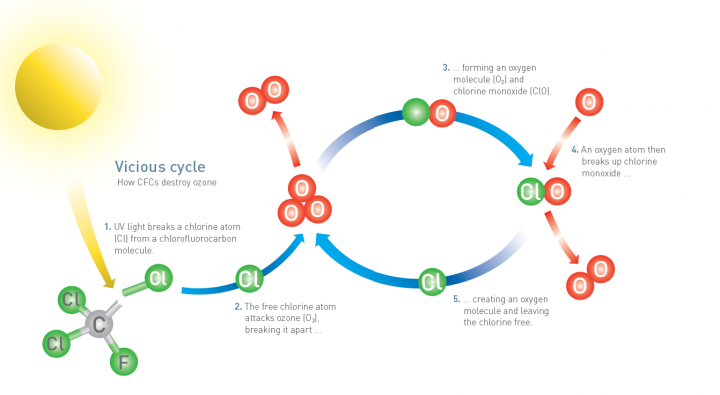 Vicious cycle
How CFCs destroy ozone
1. UV light breaks a chlorine atom
(Cl) from a chlorofluorocarbon
molecule.
Cl
Cl
C
Cl
F
Cl
2. The free chlorine atom
attacks ozone (O₃),
breaking it apart ...
O
O
O
O
O
3. ... forming an oxygen
molecule (O₂) and
chlorine monoxide (ClO).
O
O
4. An oxygen atom then
breaks up chlorine
monoxide ...
Cl
O
O
O
Cl
5. ... creating an oxygen
molecule and leaving
the chlorine free.